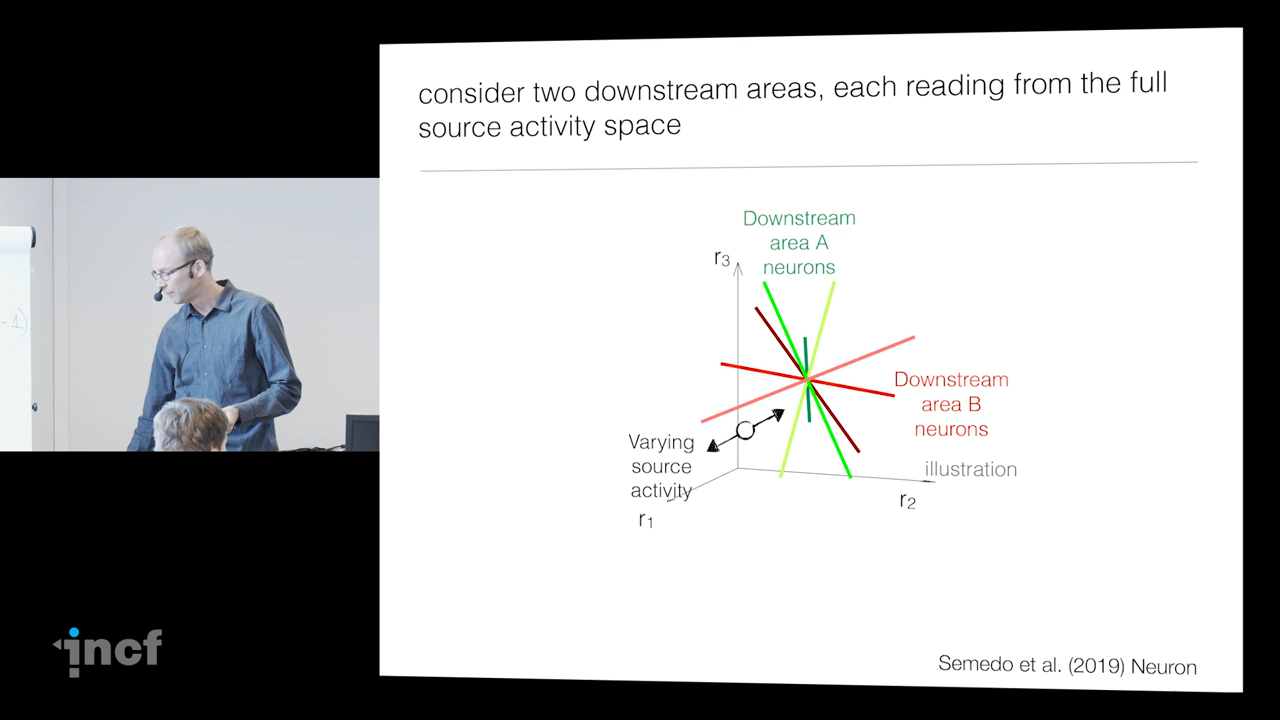 consider two downstream areas, each reading from the full
source activity space
Downstream
area A
neurons
r3
Downstream
area B
neurons
Varying
source
activity
illustration
r1
r2
-1)
incf
Semedo et al. (2019) Neuron